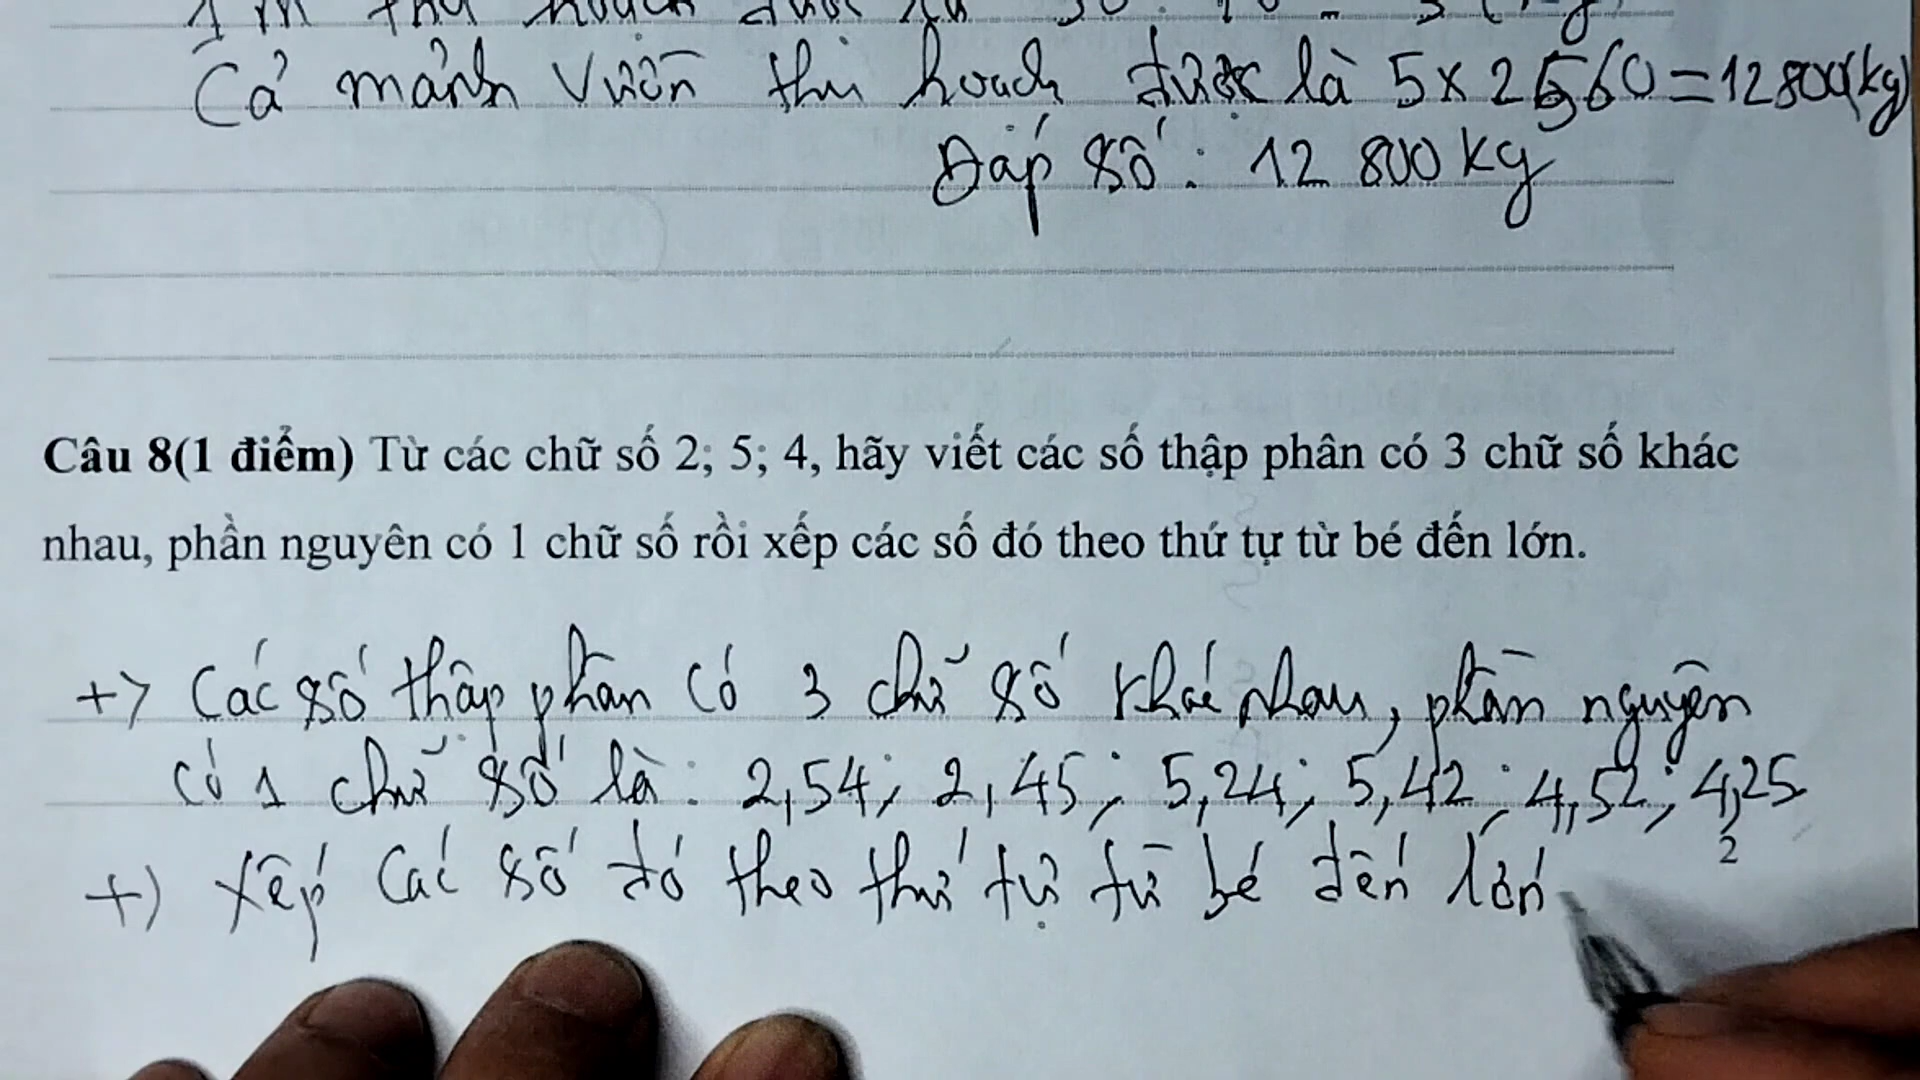 Cả mảnh vườn thu hoạch được là 5 x 2560 = 12800(kg)
Đáp số: 12 800 kg
Câu 8(1 điểm) Từ các chữ số 2; 5; 4, hãy viết các số thập phân có 3 chữ số khác
nhau, phần nguyên có 1 chữ số rồi xếp các số đó theo thứ tự từ bé đến lớn.
+> Các số thập phân có 3 chữ số khác nhau, phần nguyên
có 1 chữ số là: 2,54; 2,45; 5,24; 5,42; 4,52; 4,25
2
+) Xếp các số đó theo thứ tự từ bé đến lớn